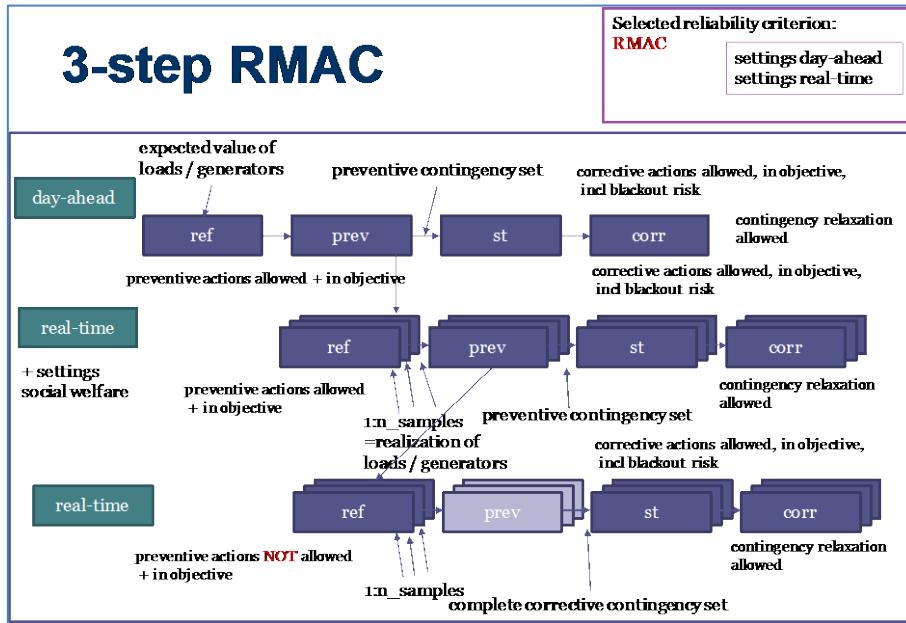 3-step RMAC
Selected reliability criterion:
RMAC
settings day-ahead
settings real-time
expected value of
loads / generators
preventive contingency set
corrective actions allowed, in objective,
incl blackout risk
day-ahead
ref
prev
st
corr
contingency relaxation
allowed
preventive actions allowed + in objective
corrective actions allowed, in objective,
incl blackout risk
real-time
ref
prev
st
corr
+ settings
social welfare
preventive actions allowed
+ in objective
contingency relaxation
allowed
1:n_samples
=realization of
loads / generators
preventive contingency set
corrective actions allowed, in objective,
incl blackout risk
real-time
ref
prev
st
corr
preventive actions NOT allowed
+ in objective
contingency relaxation
allowed
1:n_samples
complete corrective contingency set